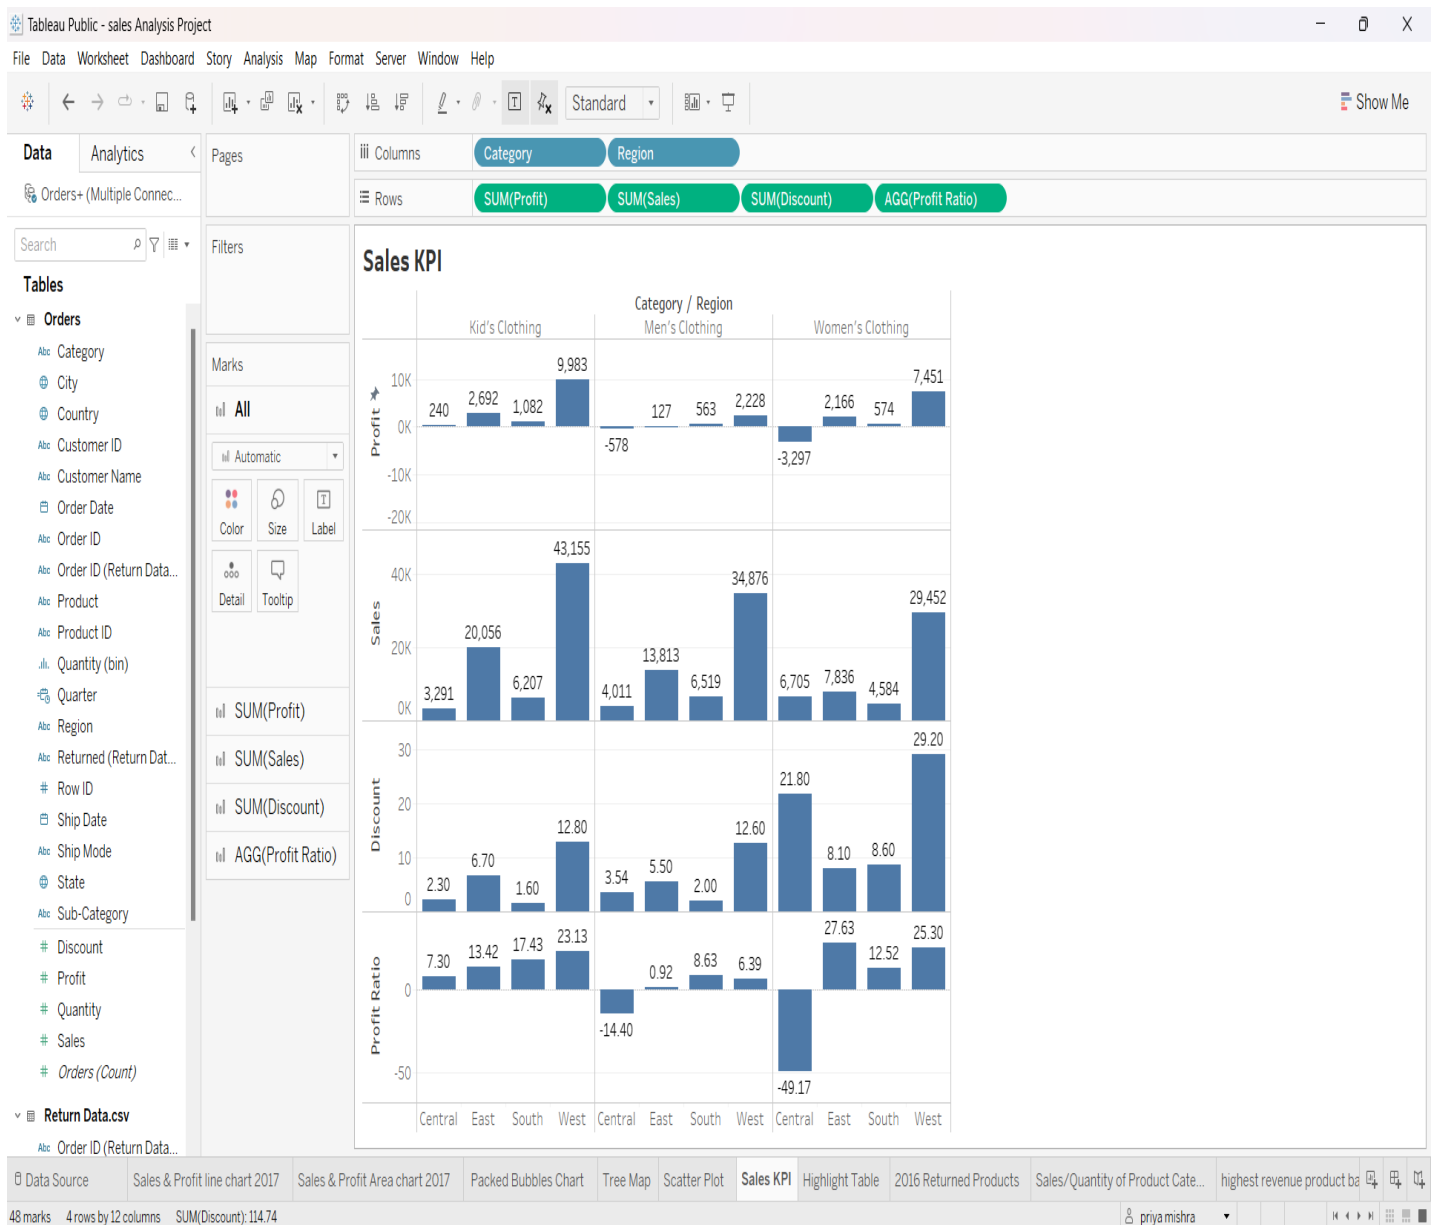 Tableau Public - sales Analysis Project
File Data Worksheet Dashboard Story Analysis Map Format Server Window Help
Standard
Show Me
Data Analytics
Orders+ (Multiple Connec...
Search
Tables
Orders
Abc Category
City
Country
Abc Customer ID
Abc Customer Name
Order Date
Abc Order ID
Abc Order ID (Return Data...
Abc Product
Abc Product ID
Quantity (bin)
Quarter
Abc Region
Abc Returned (Return Dat...
# Row ID
Ship Date
Abc Ship Mode
State
Abc Sub-Category
# Discount
# Profit
# Quantity
# Sales
# Orders (Count)
Return Data.csv
Abc Order ID (Return Data...
Pages
Filters
Marks
All
Automatic
Color Size Label
Detail Tooltip
SUM(Profit)
SUM(Sales)
SUM(Discount)
AGG(Profit Ratio)
Columns Category Region
Rows SUM(Profit) SUM(Sales) SUM(Discount) AGG(Profit Ratio)
Sales KPI
Category / Region
Kid's Clothing Men's Clothing Women's Clothing
Profit
10K
0K
-10K
-20K
240 2,692 1,082 9,983 -578 127 563 2,228 -3,297 2,166 574 7,451
Sales
40K
20K
0K
3,291 20,056 6,207 43,155 4,011 13,813 6,519 34,876 6,705 7,836 4,584 29,452
Discount
30
20
10
0
2.30 6.70 1.60 12.80 3.54 5.50 2.00 12.60 21.80 8.10 8.60 29.20
Profit Ratio
0
-50
7.30 13.42 17.43 23.13 -14.40 0.92 8.63 6.39 -49.17 27.63 12.52 25.30
Central East South West Central East South West Central East South West
Data Source Sales & Profit line chart 2017 Sales & Profit Area chart 2017 Packed Bubbles Chart Tree Map Scatter Plot Sales KPI Highlight Table 2016 Returned Products Sales/Quantity of Product Cate... highest revenue product ba
48 marks 4 rows by 12 columns SUM(Discount): 114.74 priya mishra